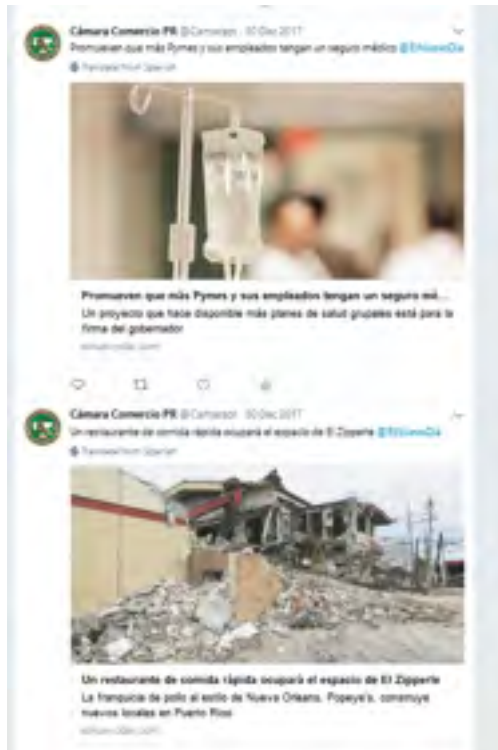 Cámara Comercio PR @Camarapr · 30 Dec 2017
Promueven que más Pymes y sus empleados tengan un seguro médico @ElNuevoDia
Translate from Spanish
Promueven que más Pymes y sus empleados tengan un seguro mé...
Un proyecto que hace disponible más planes de salud grupales está para la
firma del gobernador
elnuevodia.com
Cámara Comercio PR @Camarapr · 30 Dec 2017
Un restaurante de comida rápida ocupará el espacio de El Zipperle @ElNuevoDia
Translate from Spanish
Un restaurante de comida rápida ocupará el espacio de El Zipperle
La franquicia de pollo al estilo de Nueva Orleans, Popeye's, construye
nuevos locales en Puerto Rico
elnuevodia.com